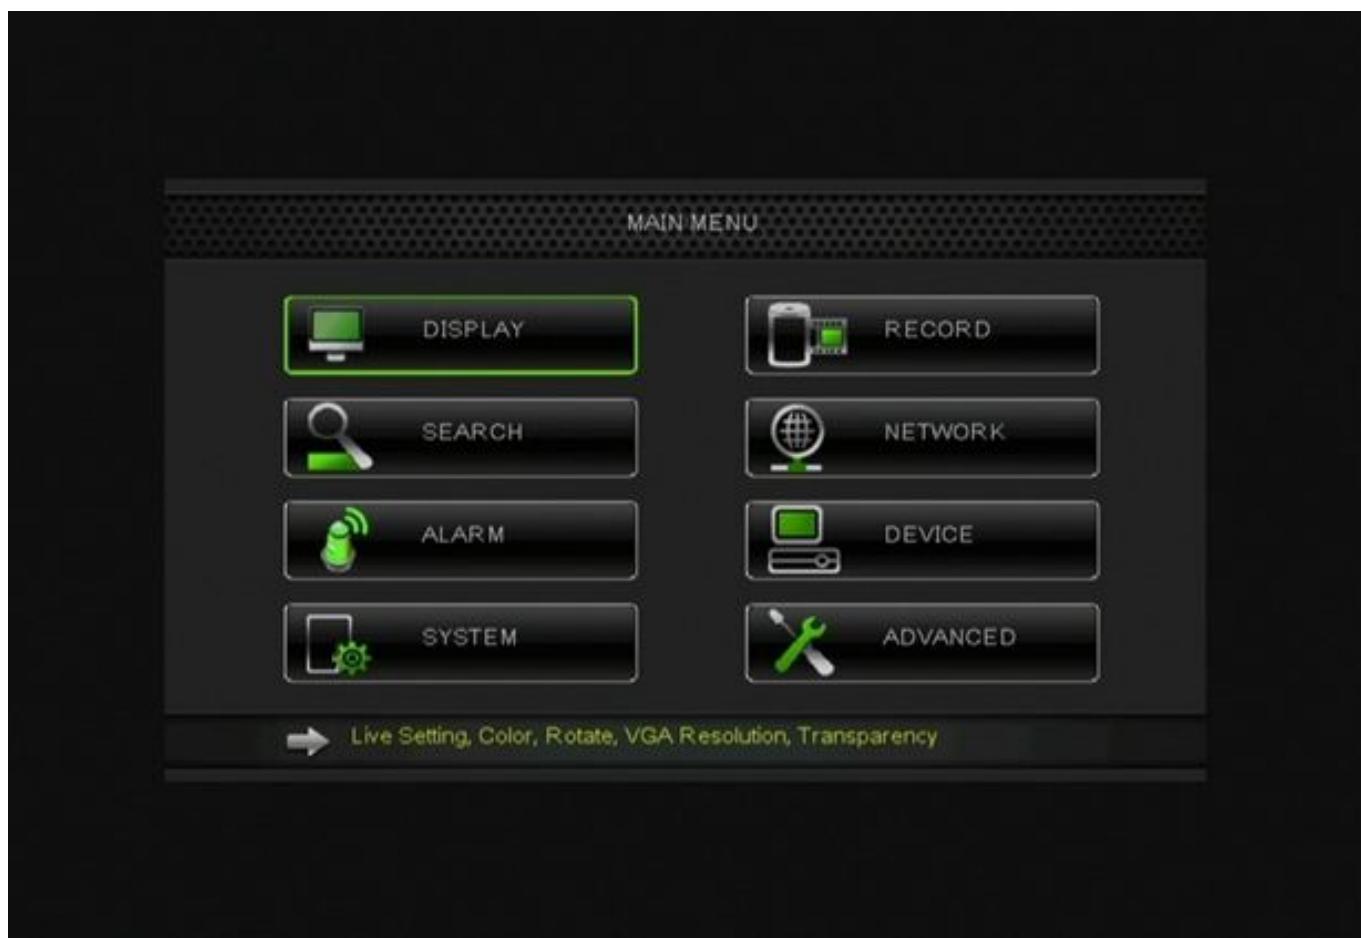 MAIN MENU
DISPLAY
RECORD
SEARCH
NETWORK
ALARM
DEVICE
SYSTEM
ADVANCED
Live Setting, Color, Rotate, VGA Resolution, Transparency